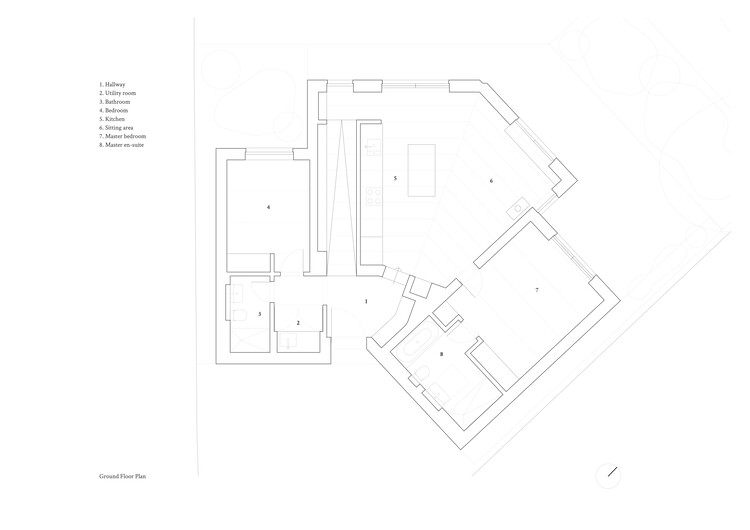 1. Hallway
2. Utility room
3. Bathroom
4. Bedroom
5. Kitchen
6. Sitting area
7. Master bedroom
8. Master en-suite
4
5
6
7
1
3
2
8
Ground Floor Plan